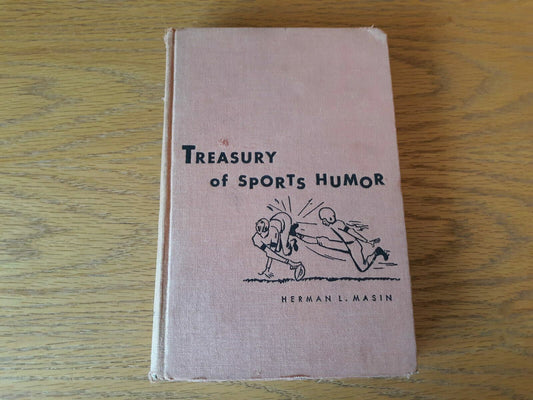 TREASURY
of SPORTS HUMOR
HERMAN L. MASIN